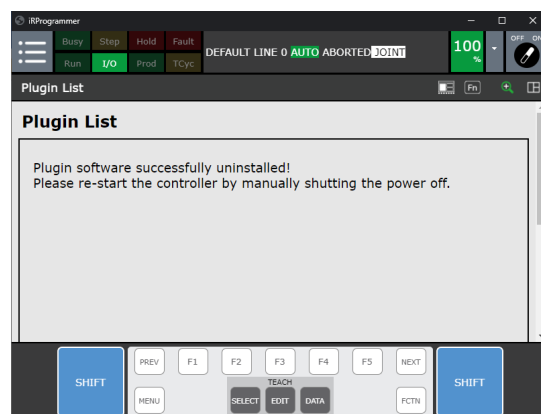 iRProgrammer
Busy Step Hold Fault
Run I/O Prod TCyc
DEFAULT LINE 0 AUTO ABORTED JOINT
100
%
OFF ON
Plugin List
Fn
Plugin List
Plugin software successfully uninstalled!
Please re-start the controller by manually shutting the power off.
SHIFT
PREV F1 F2 F3 F4 F5 NEXT
TEACH
MENU SELECT EDIT DATA FCTN
SHIFT